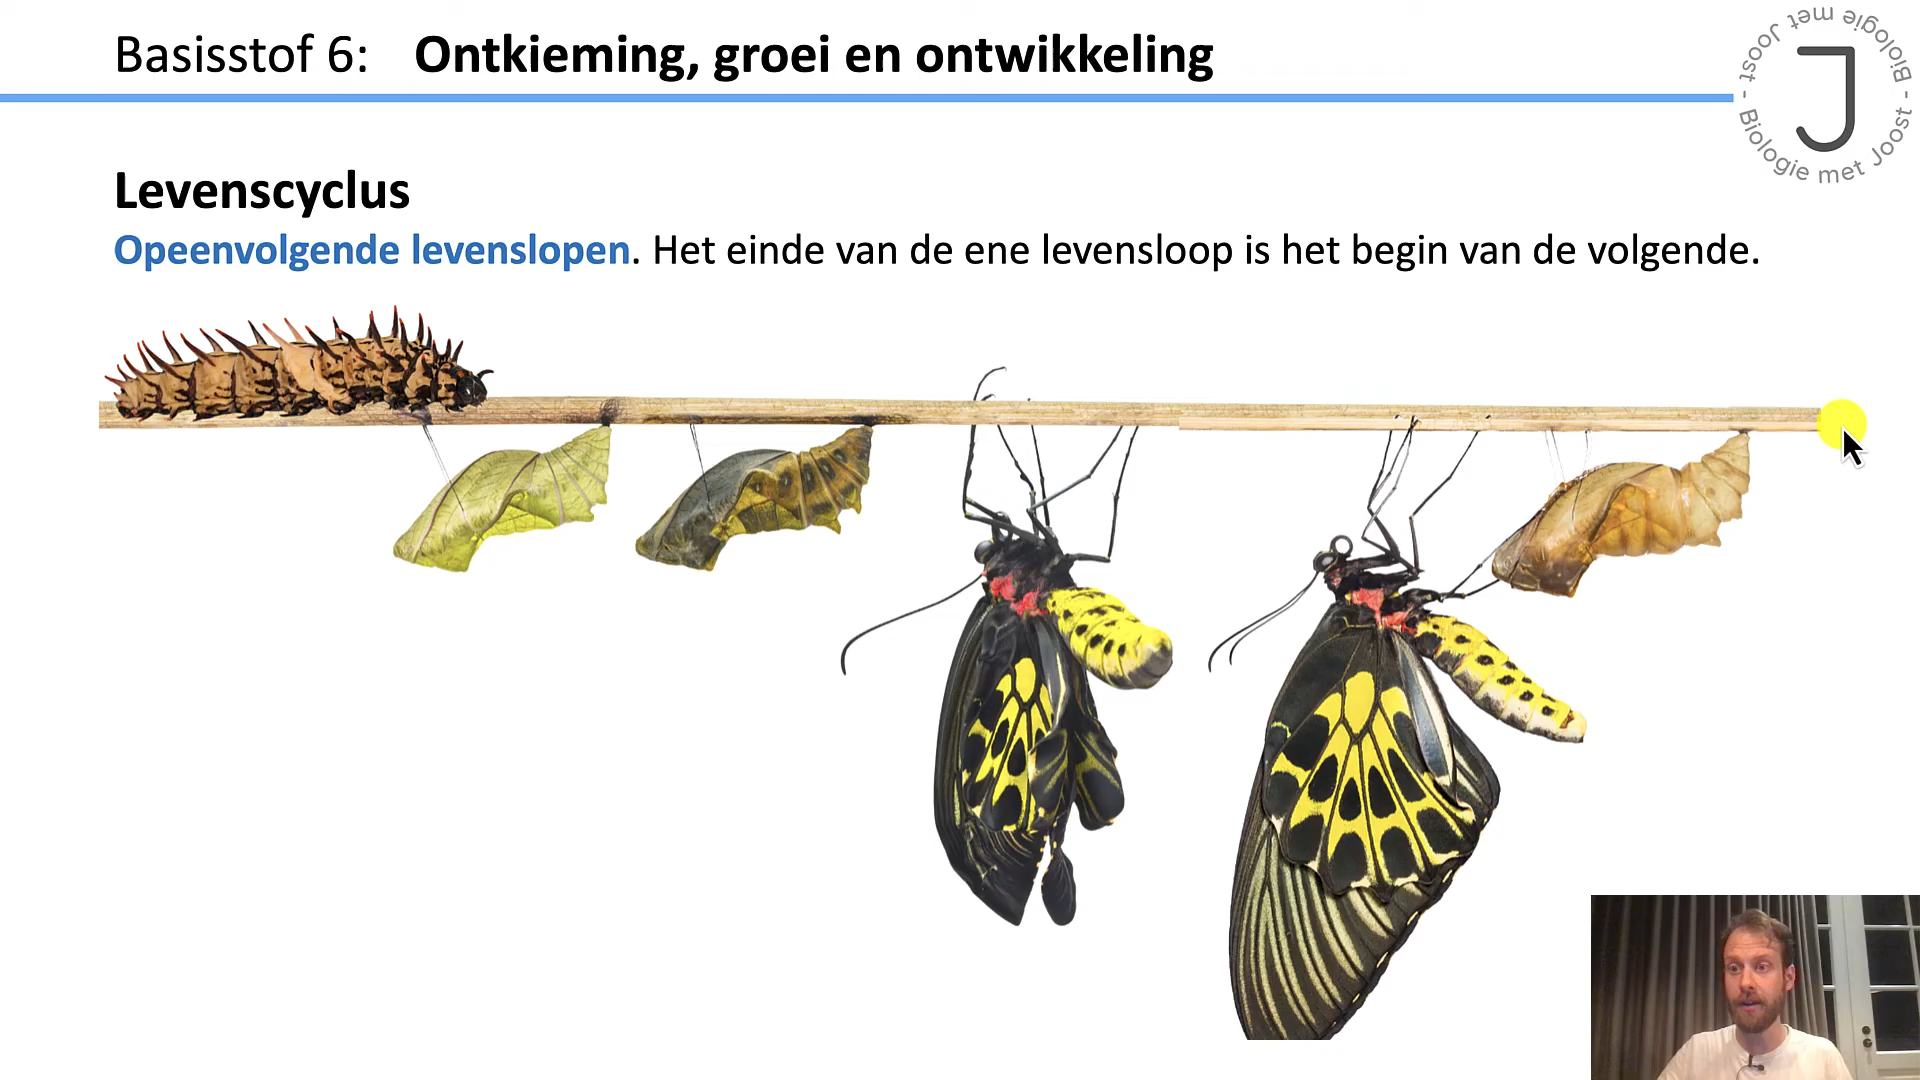 Basisstof 6: Ontkieming, groei en ontwikkeling
Biologie met Joost - Biologie met Joost -
J
Levenscyclus
Opeenvolgende levenslopen. Het einde van de ene levensloop is het begin van de volgende.